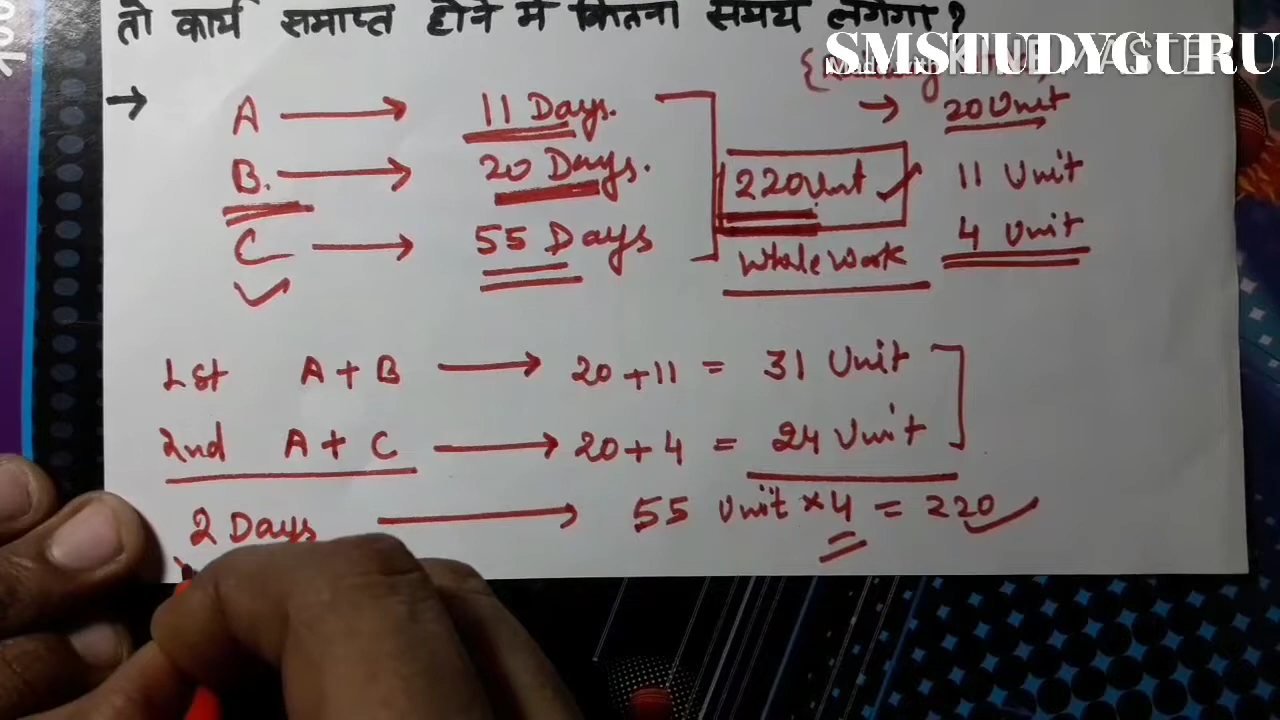 तो कार्य समाप्त होने में कितना समय लगेगा?
SMSTUDYGURU
→ A → 11 Days. → 20 Unit
B. → 20 Days. 220 Unit 11 Unit
C → 55 Days Whole Work 4 Unit
1st A + B → 20 + 11 = 31 Unit
2nd A + C → 20 + 4 = 24 Unit
2 Days → 55 Unit × 4 = 220